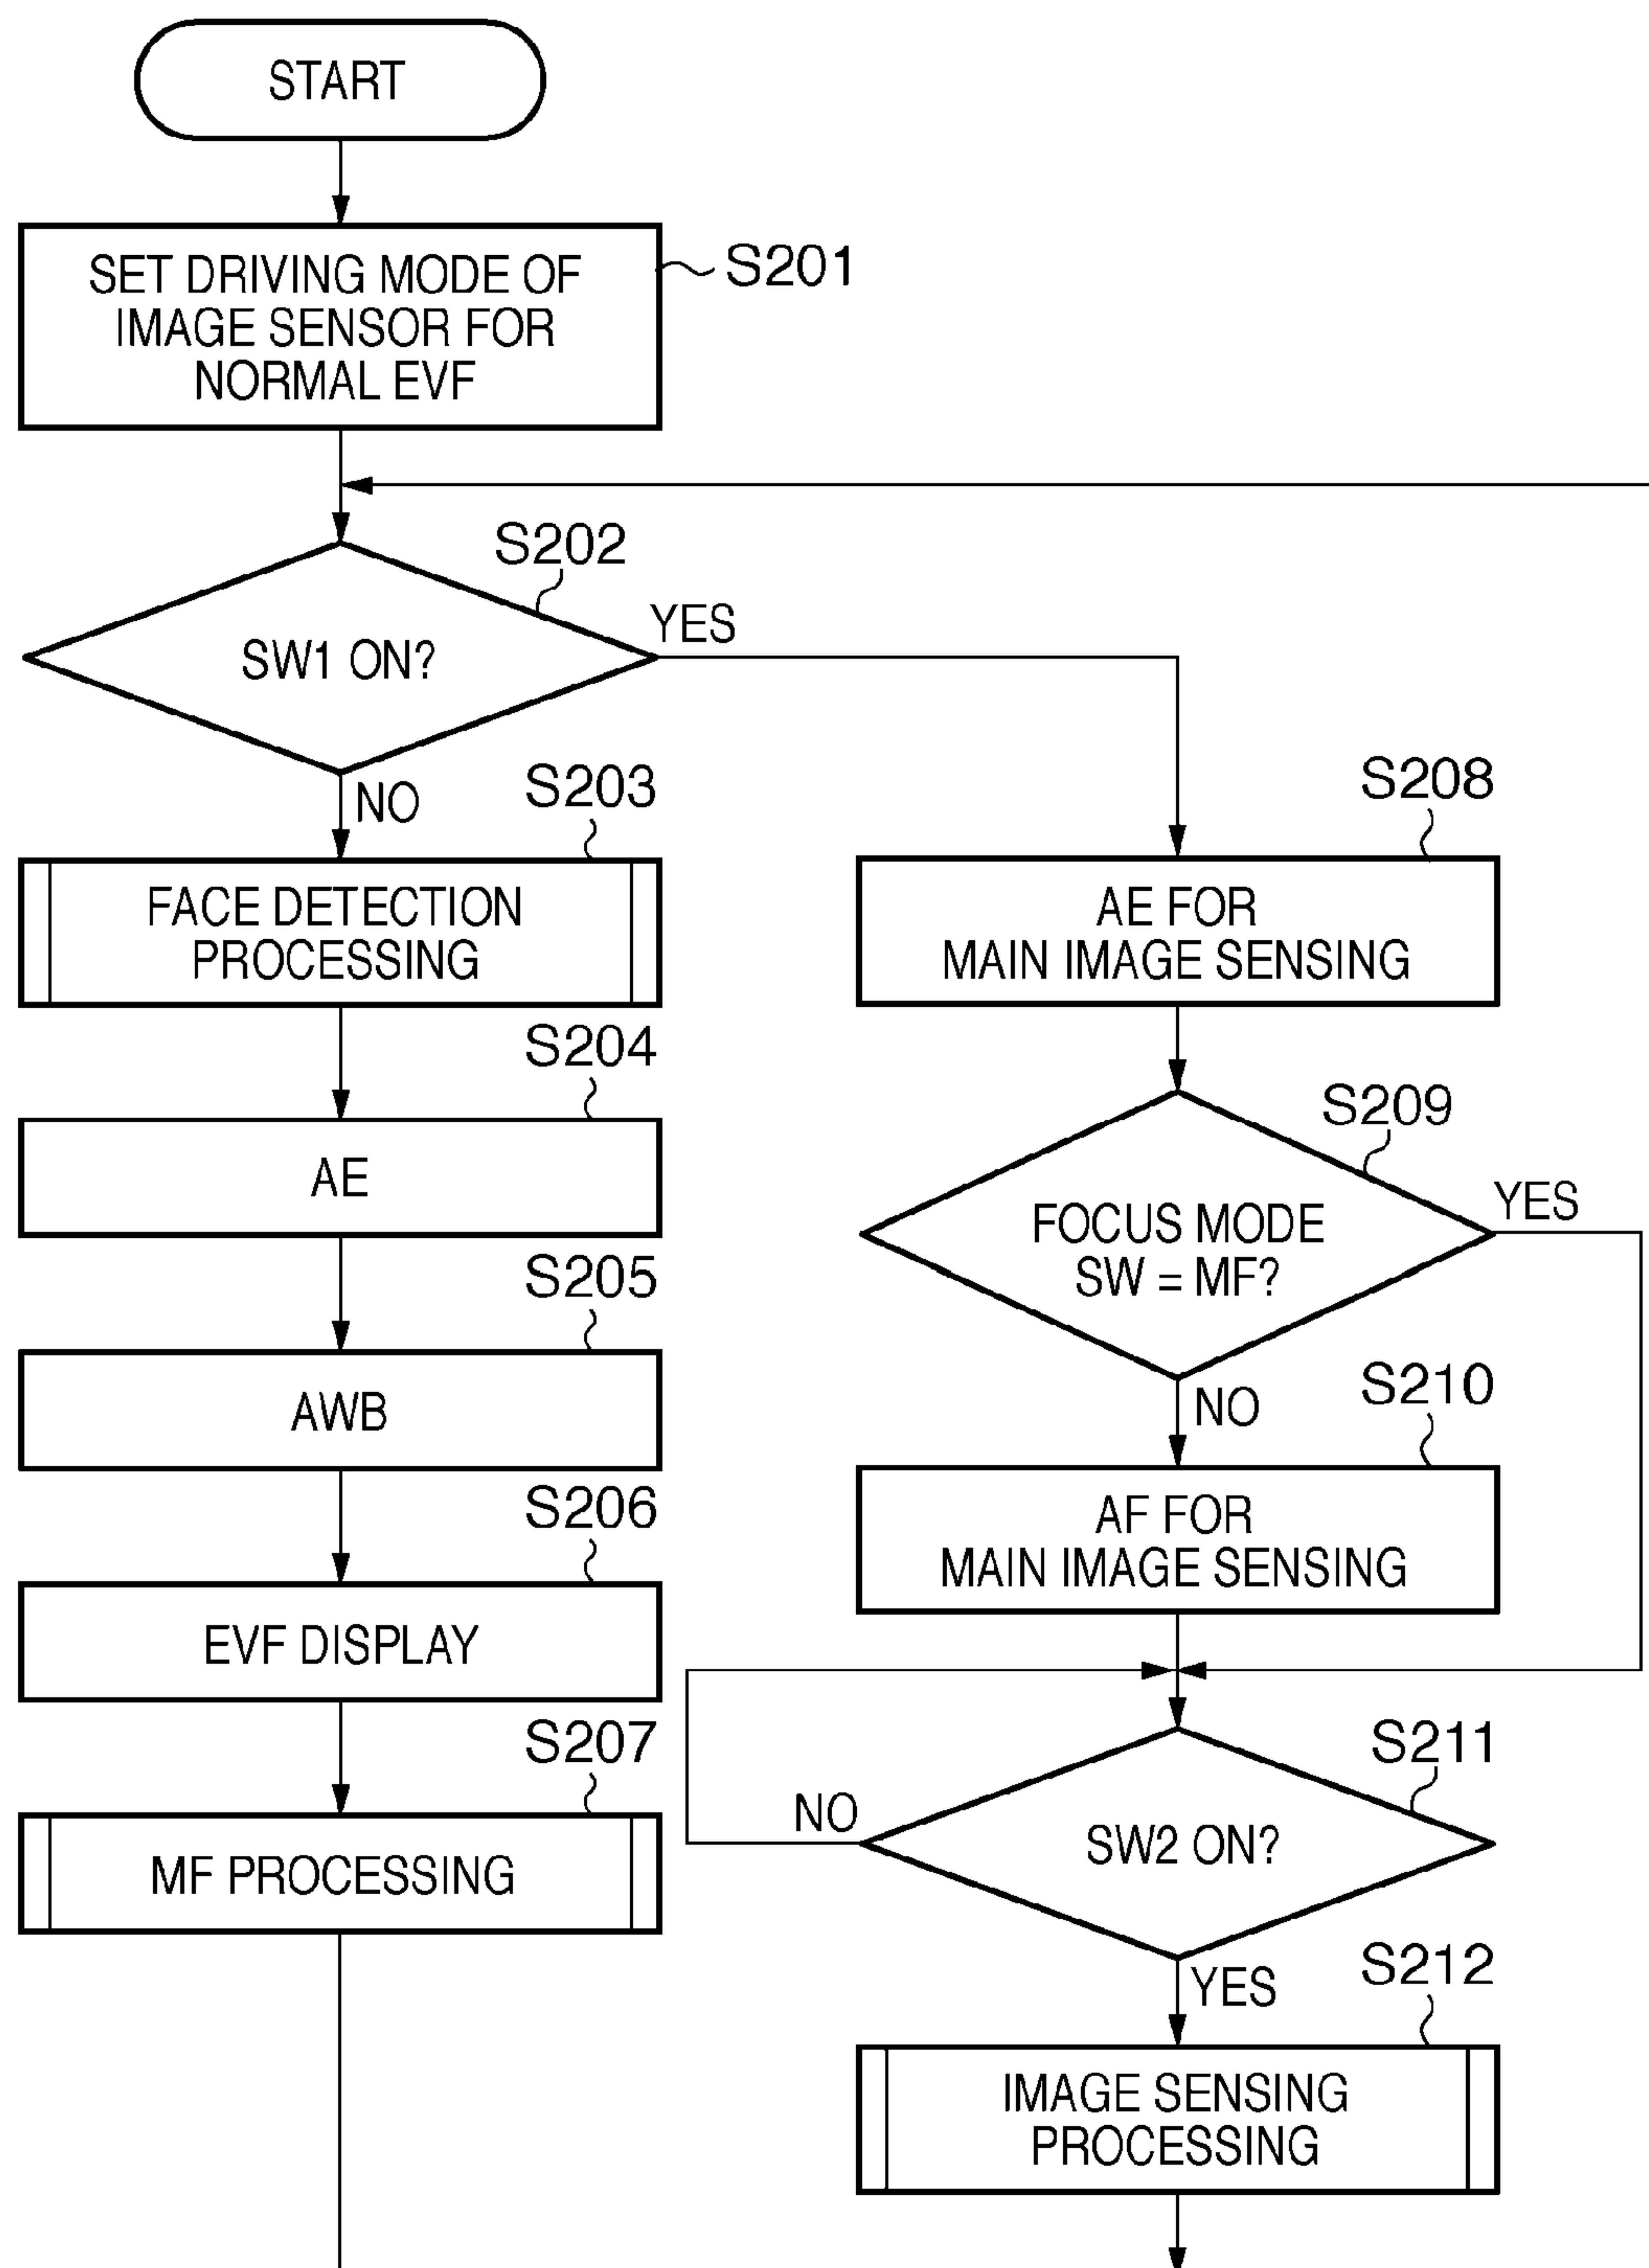 START
SET DRIVING MODE OF
IMAGE SENSOR FOR
NORMAL EVF
S201
S202
SW1 ON?
YES
NO
S203
FACE DETECTION
PROCESSING
S204
AE
S205
AWB
S206
EVF DISPLAY
S207
MF PROCESSING
S208
AE FOR
MAIN IMAGE SENSING
S209
FOCUS MODE
SW = MF?
YES
NO
S210
AF FOR
MAIN IMAGE SENSING
S211
SW2 ON?
NO
YES
S212
IMAGE SENSING
PROCESSING